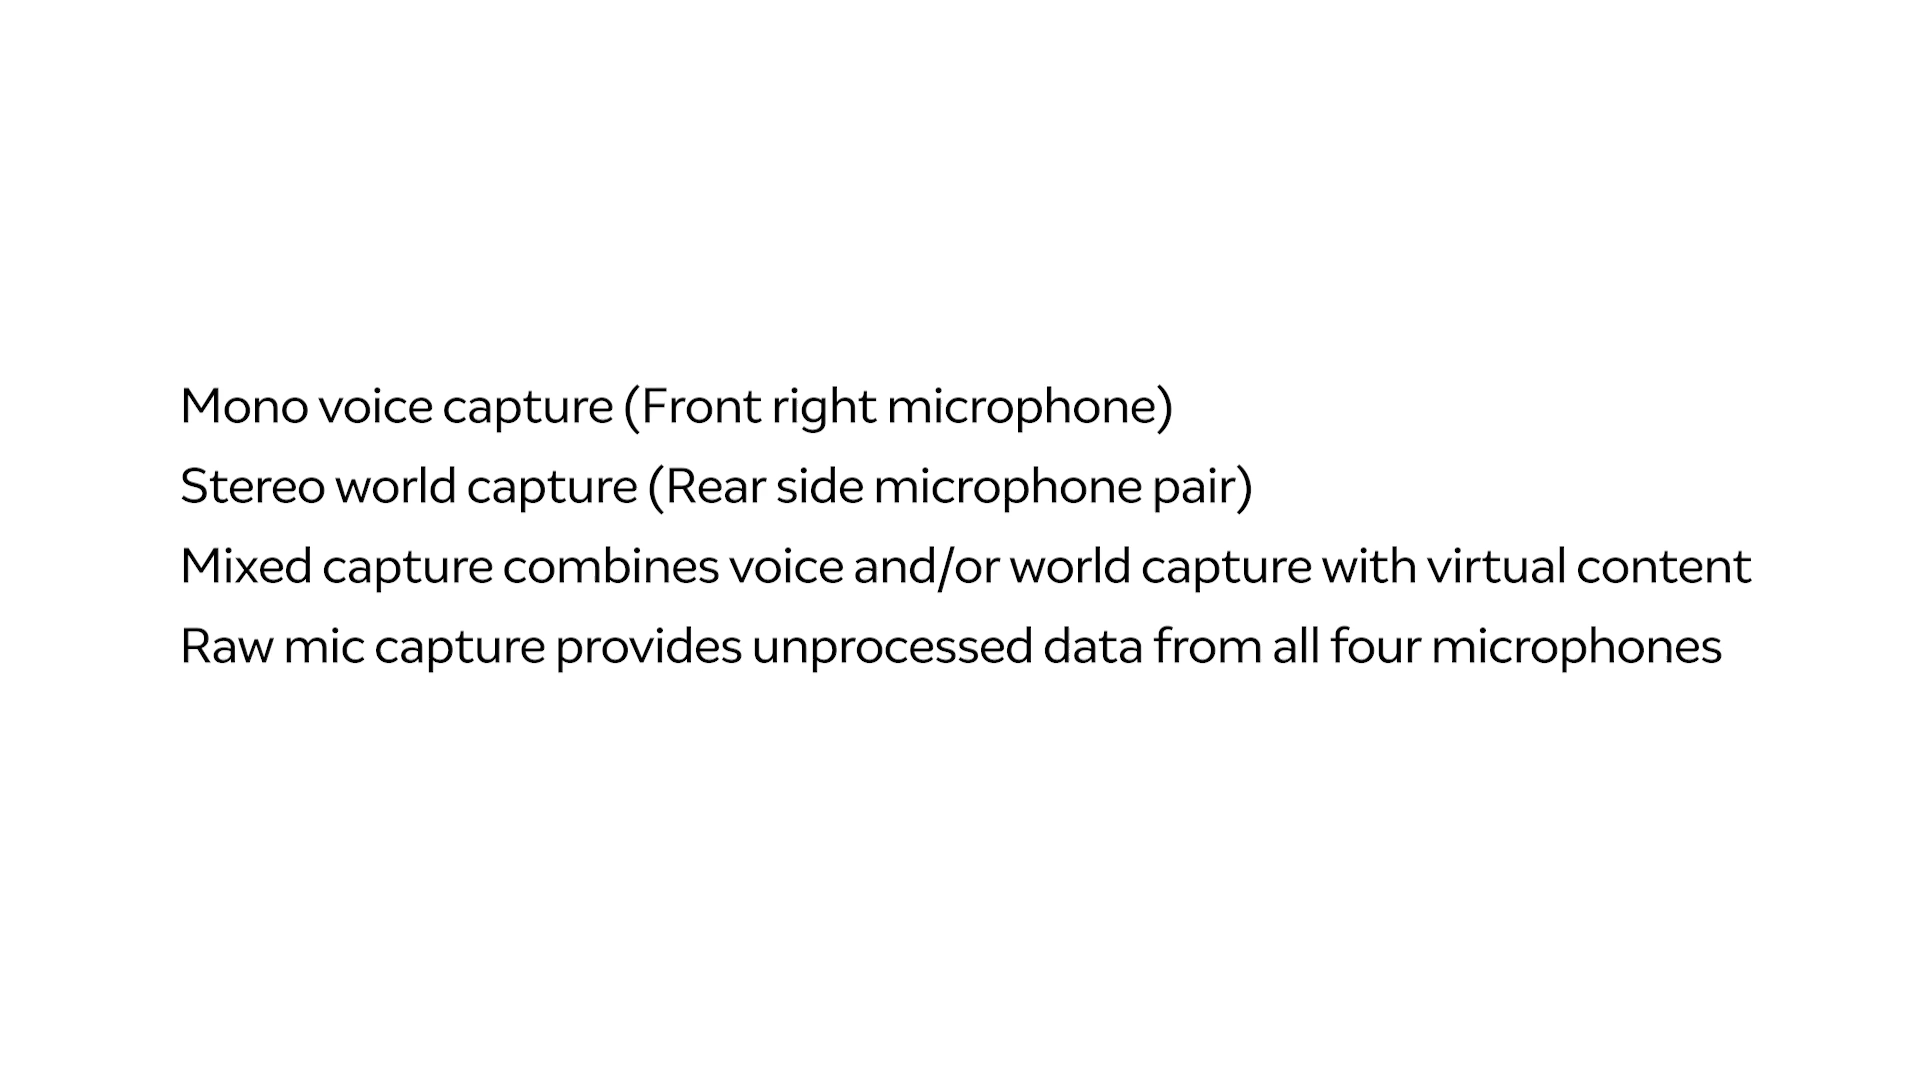 Mono voice capture (Front right microphone)
Stereo world capture (Rear side microphone pair)
Mixed capture combines voice and/or world capture with virtual content
Raw mic capture provides unprocessed data from all four microphones